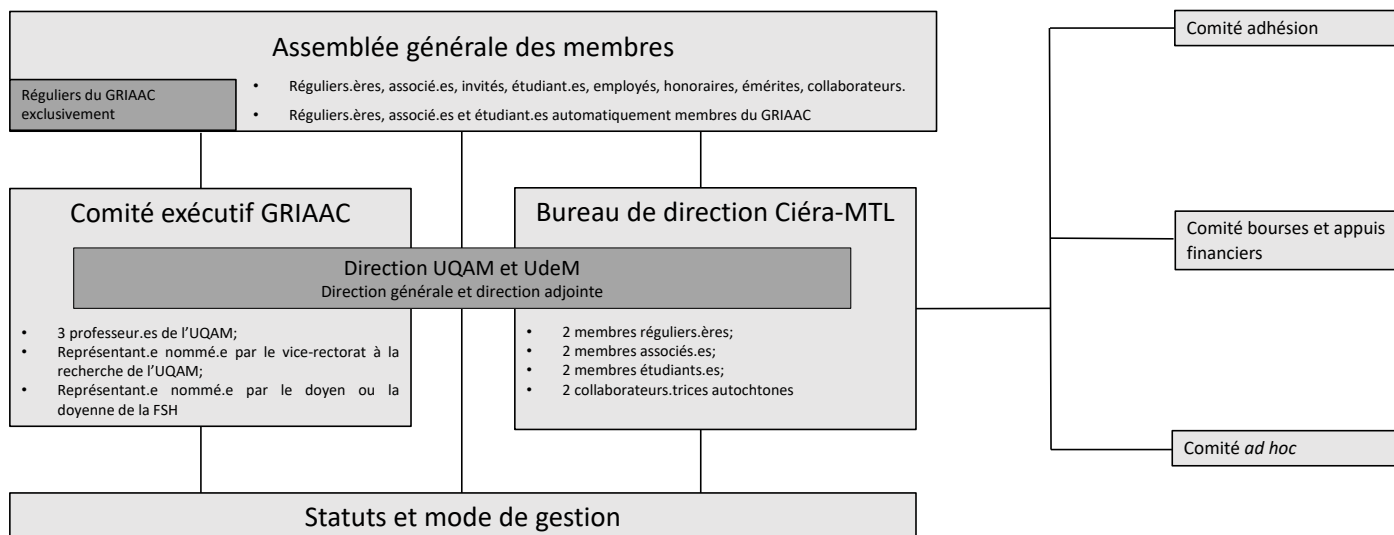 Assemblée générale des membres
Réguliers du GRIAAC
exclusivement
• Réguliers.ères, associé.es, invités, étudiant.es, employés, honoraires, émérites, collaborateurs.
• Réguliers.ères, associé.es et étudiant.es automatiquement membres du GRIAAC
Comité exécutif GRIAAC
Bureau de direction Ciéra-MTL
Direction UQAM et UdeM
Direction générale et direction adjointe
• 3 professeur.es de l'UQAM;
• Représentant.e nommé.e par le vice-rectorat à la
recherche de l'UQAM;
• Représentant.e nommé.e par le doyen ou la
doyenne de la FSH
• 2 membres réguliers.ères;
• 2 membres associés.es;
• 2 membres étudiants.es;
• 2 collaborateurs.trices autochtones
Statuts et mode de gestion
Comité adhésion
Comité bourses et appuis
financiers
Comité ad hoc